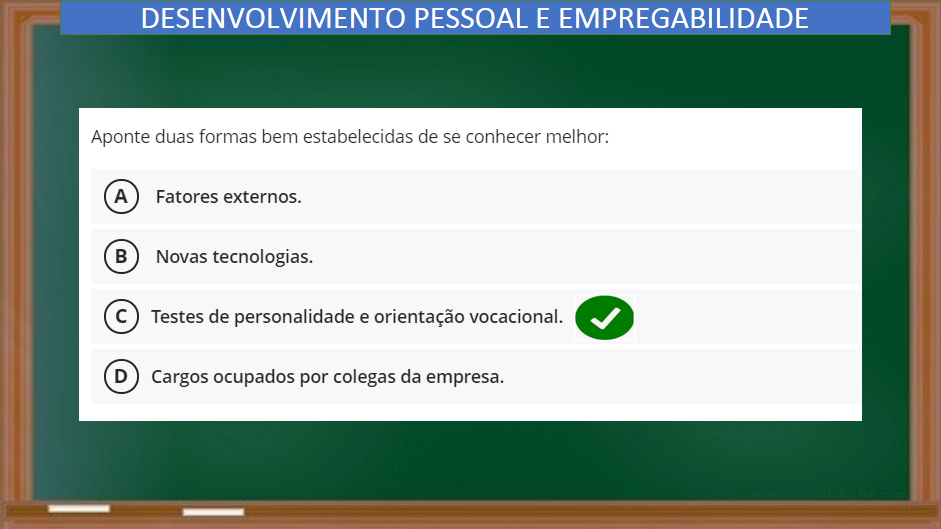 DESENVOLVIMENTO PESSOAL E EMPREGABILIDADE
Aponte duas formas bem estabelecidas de se conhecer melhor:
A Fatores externos.
B Novas tecnologias.
C Testes de personalidade e orientação vocacional.
D Cargos ocupados por colegas da empresa.